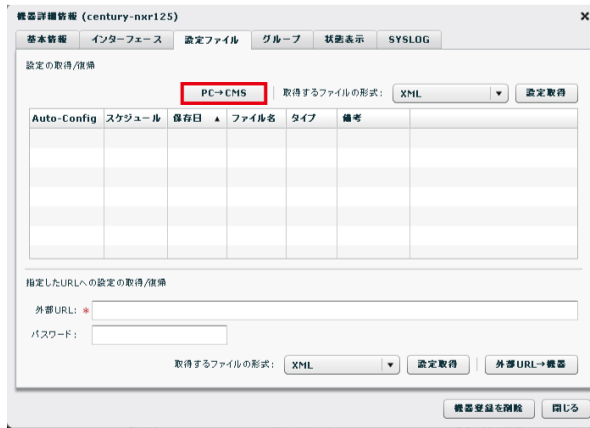 機器詳細情報 (century-nxr125) ×
基本情報 インターフェース 設定ファイル グループ 状態表示 SYSLOG
設定の取得/復帰
PC→CMS 取得するファイルの形式: XML ▼ 設定取得
Auto-Config スケジュール 保存日 ▲ ファイル名 タイプ 備考
指定したURLへの設定の取得/復帰
外部URL: *
パスワード:
取得するファイルの形式: XML ▼ 設定取得 外部URL→機器
機器登録を削除 閉じる